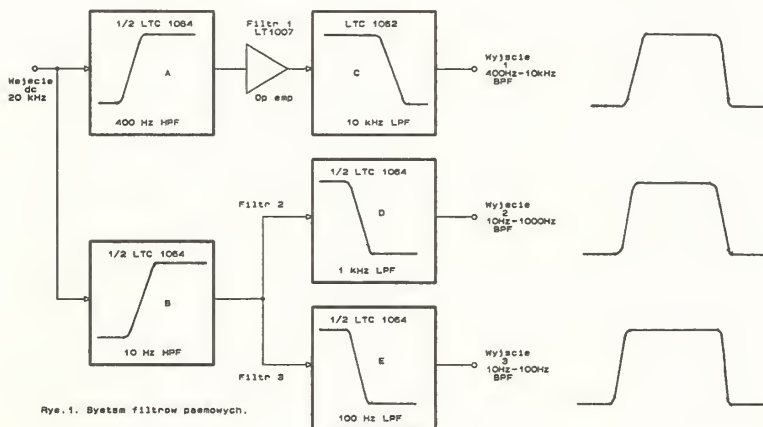 1/2 LTC 1064
A
400 Hz HPF
Wejscie
dc
20 kHz
Filtr 1
LT1007
Op amp
LTC 1062
C
10 kHz LPF
Wyjscie
1
400Hz-10kHz
BPF
1/2 LTC 1064
B
10 Hz HPF
Filtr 2
1/2 LTC 1064
D
1 kHz LPF
Wyjscie
2
10Hz-1000Hz
BPF
Filtr 3
1/2 LTC 1064
E
100 Hz LPF
Wyjscie
3
10Hz-100Hz
BPF
Rys.1. System filtrow pasmowych.